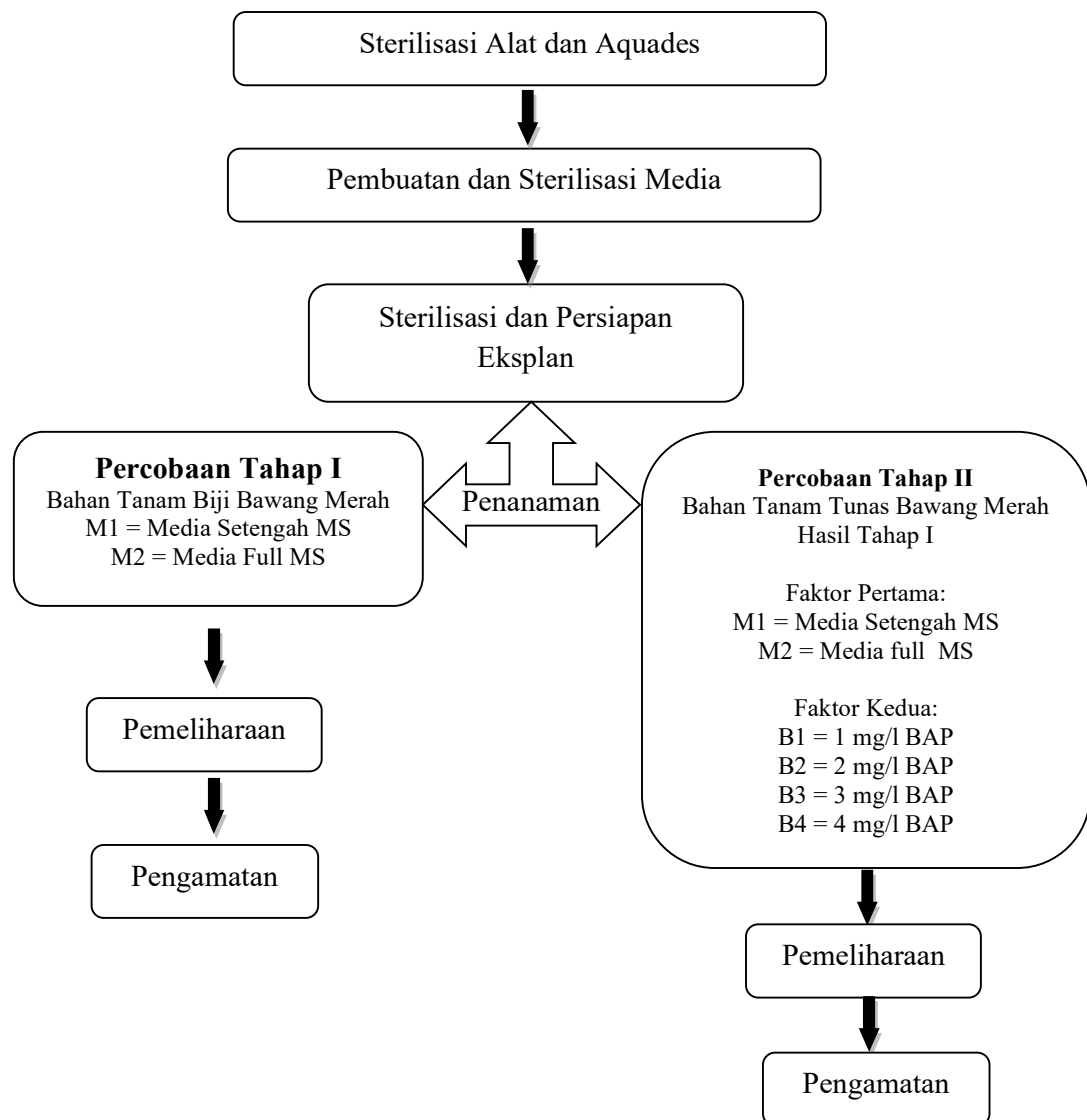 Sterilisasi Alat dan Aquades
Pembuatan dan Sterilisasi Media
Sterilisasi dan Persiapan
Eksplan
Penanaman
Percobaan Tahap I
Bahan Tanam Biji Bawang Merah
M1 = Media Setengah MS
M2 = Media Full MS
Pemeliharaan
Pengamatan
Percobaan Tahap II
Bahan Tanam Tunas Bawang Merah
Hasil Tahap I
Faktor Pertama:
M1 = Media Setengah MS
M2 = Media full MS
Faktor Kedua:
B1 = 1 mg/l BAP
B2 = 2 mg/l BAP
B3 = 3 mg/l BAP
B4 = 4 mg/l BAP
Pemeliharaan
Pengamatan